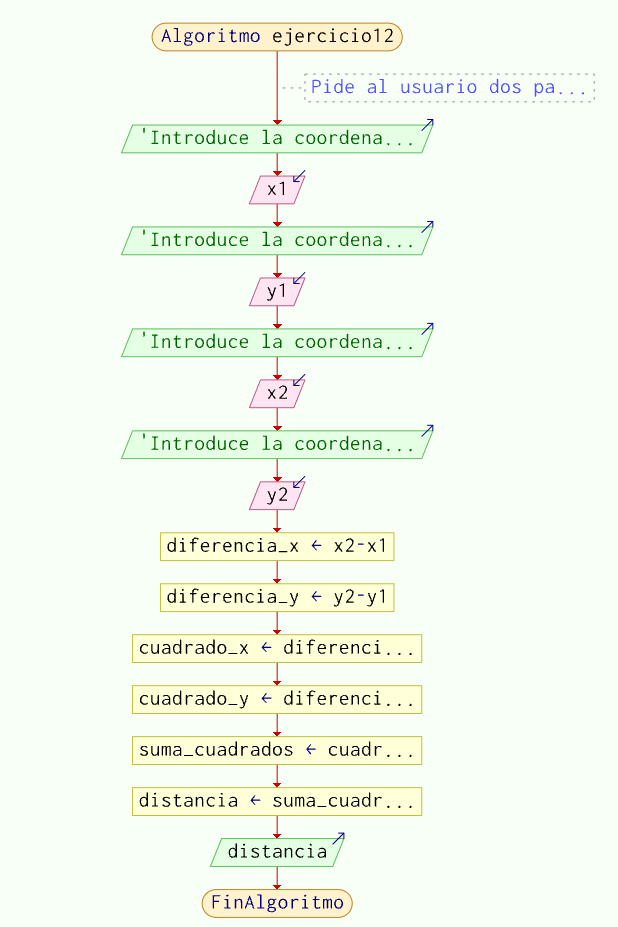 Algoritmo ejercicio12
Pide al usuario dos pa...
'Introduce la coordena...
x1
'Introduce la coordena...
y1
'Introduce la coordena...
x2
'Introduce la coordena...
y2
diferencia_x ← x2-x1
diferencia_y ← y2-y1
cuadrado_x ← diferenci...
cuadrado_y ← diferenci...
suma_cuadrados ← cuadr...
distancia ← suma_cuadr...
distancia
FinAlgoritmo